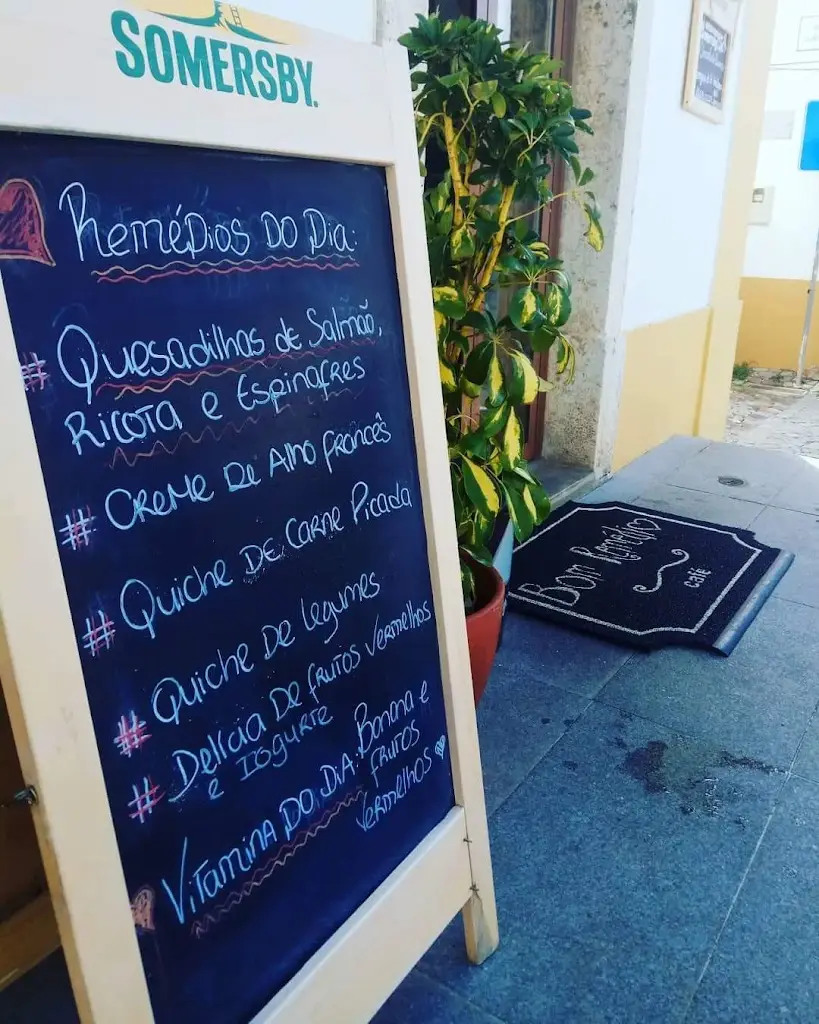 SOMERSBY.
Remédios do Dia:
# Quesadilhas de Salmão,
Ricota e Espinafres
# Creme de Alho francês
# Quiche de Carne Picada
# Quiche de legumes
# Delícia de frutos vermelhos
e Iogurte
Vitamina do Dia: Banana e
frutos
vermelhos
Bom Remédio
café